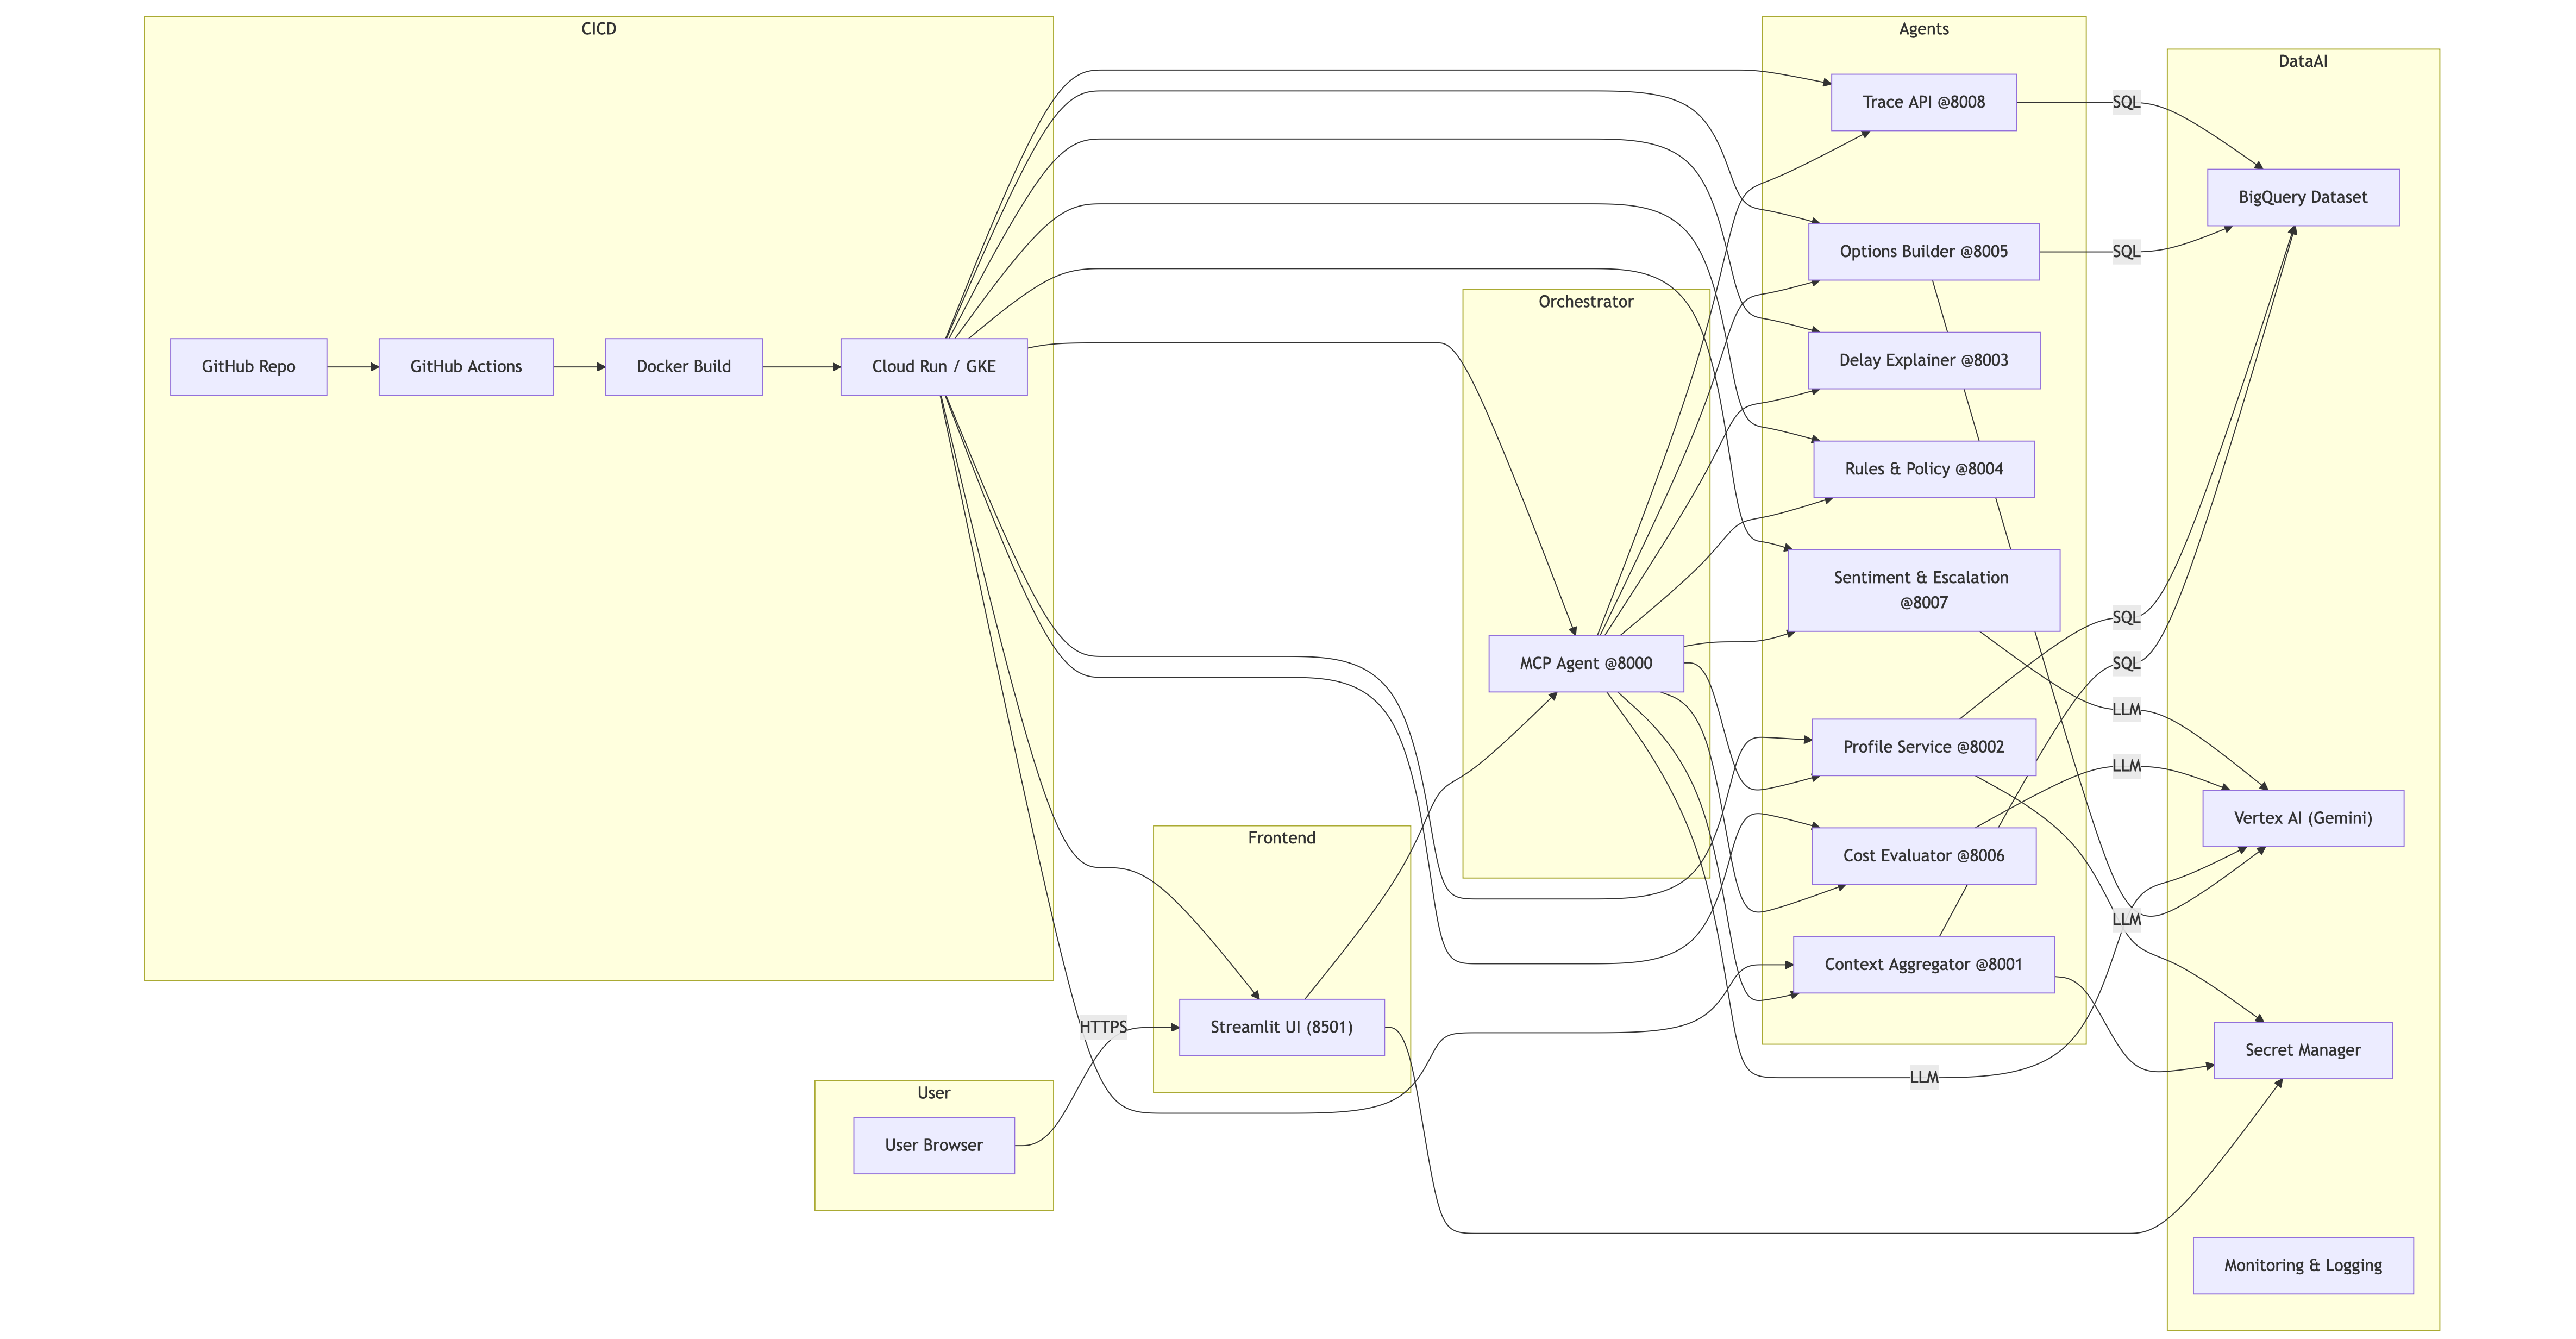 CICD
GitHub Repo
GitHub Actions
Docker Build
Cloud Run / GKE
User
User Browser
HTTPS
Frontend
Streamlit UI (8501)
Orchestrator
MCP Agent @8000
Agents
Trace API @8008
Options Builder @8005
Delay Explainer @8003
Rules & Policy @8004
Sentiment & Escalation
@8007
Profile Service @8002
Cost Evaluator @8006
Context Aggregator @8001
LLM
SQL
SQL
SQL
SQL
LLM
LLM
LLM
DataAI
BigQuery Dataset
Vertex AI (Gemini)
Secret Manager
Monitoring & Logging